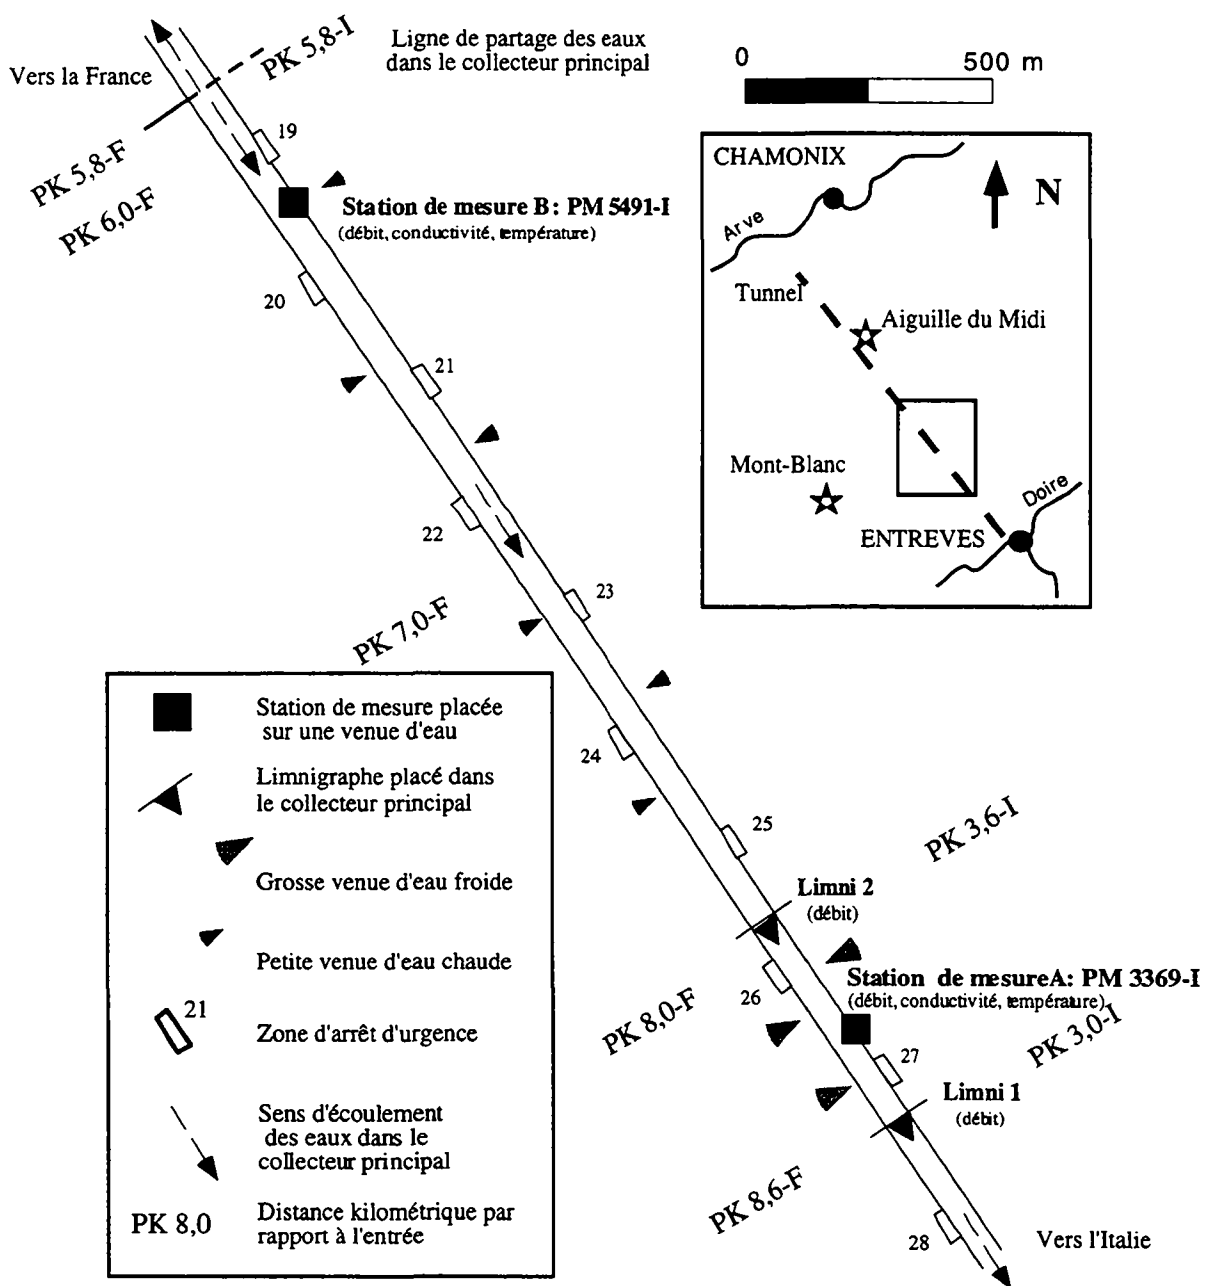 PK 5,8-I
Ligne de partage des eaux
dans le collecteur principal
0 500 m
Vers la France
19
PK 5,8-F
PK 6,0-F
Station de mesure B: PM 5491-I
(débit, conductivité, température)
20
21
22
23
PK 7,0-F
24
25
PK 3,6-I
Limni 2
(débit)
Station de mesureA: PM 3369-I
(débit, conductivité, température)
26
PK 8,0-F
PK 3,0-I
27
Limni 1
(débit)
PK 8,6-F
28
Vers l'Italie
CHAMONIX
N
Arve
Tunnel
Aiguille du Midi
Mont-Blanc
Doire
ENTREVES
Station de mesure placée
sur une venue d'eau
Limnigraphe placé dans
le collecteur principal
Grosse venue d'eau froide
Petite venue d'eau chaude
21
Zone d'arrêt d'urgence
Sens d'écoulement
des eaux dans le
collecteur principal
PK 8,0
Distance kilométrique par
rapport à l'entrée